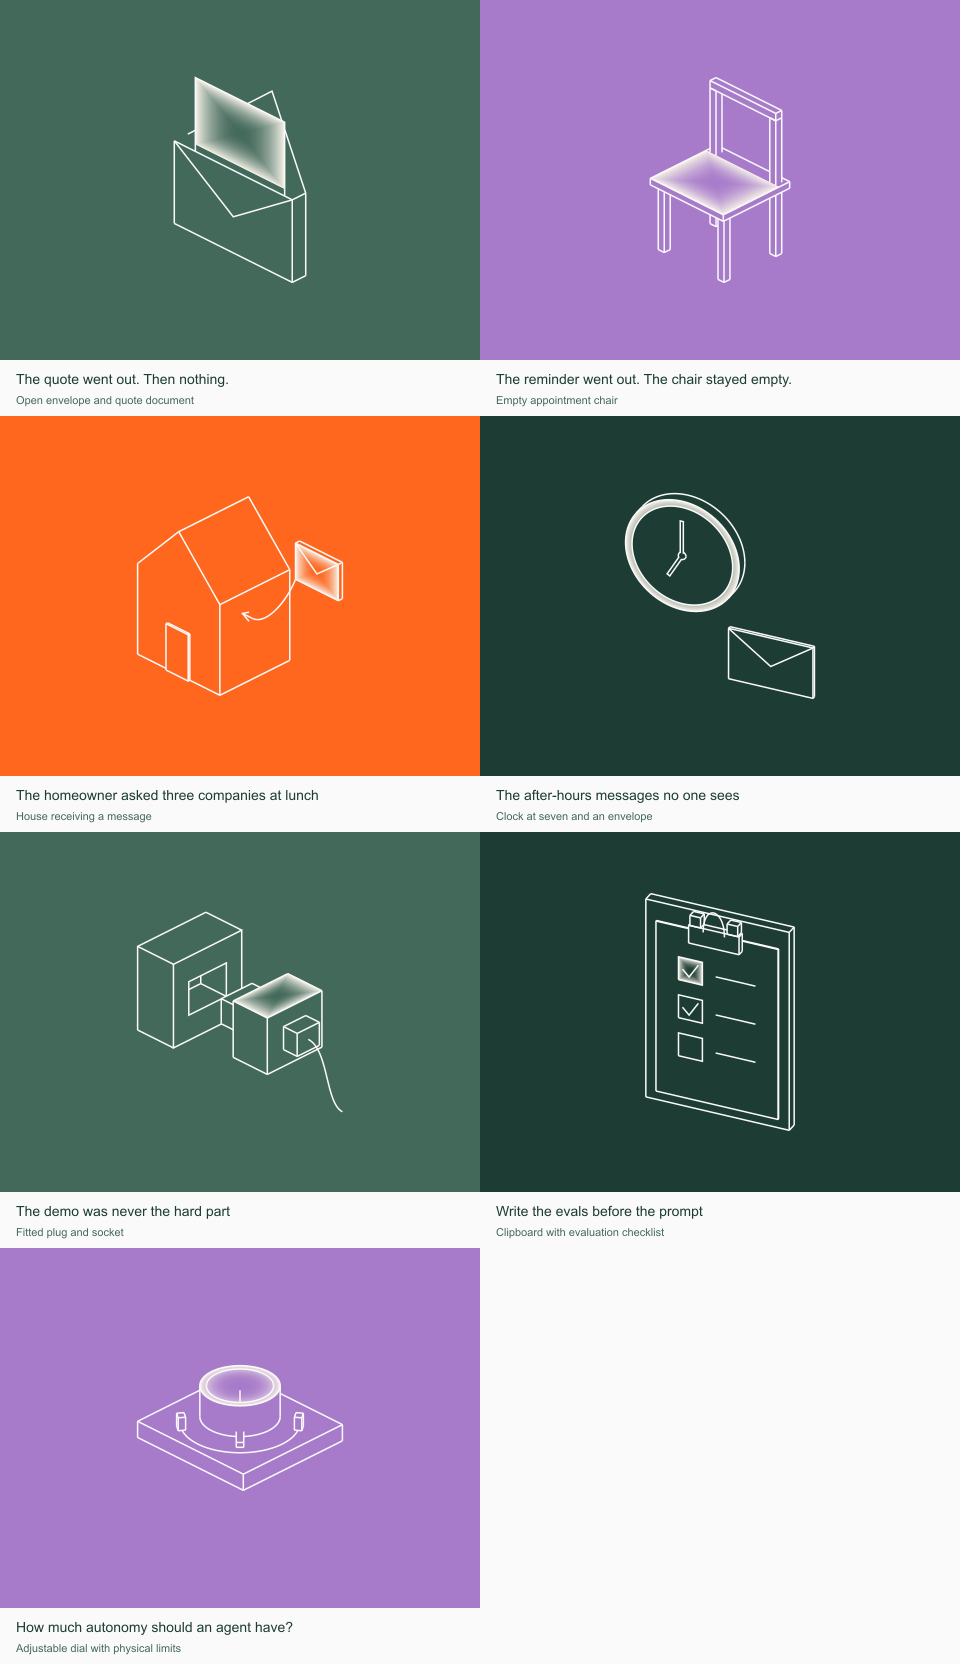 The quote went out. Then nothing.
Open envelope and quote document
The reminder went out. The chair stayed empty.
Empty appointment chair
The homeowner asked three companies at lunch
House receiving a message
The after-hours messages no one sees
Clock at seven and an envelope
The demo was never the hard part
Fitted plug and socket
Write the evals before the prompt
Clipboard with evaluation checklist
How much autonomy should an agent have?
Adjustable dial with physical limits